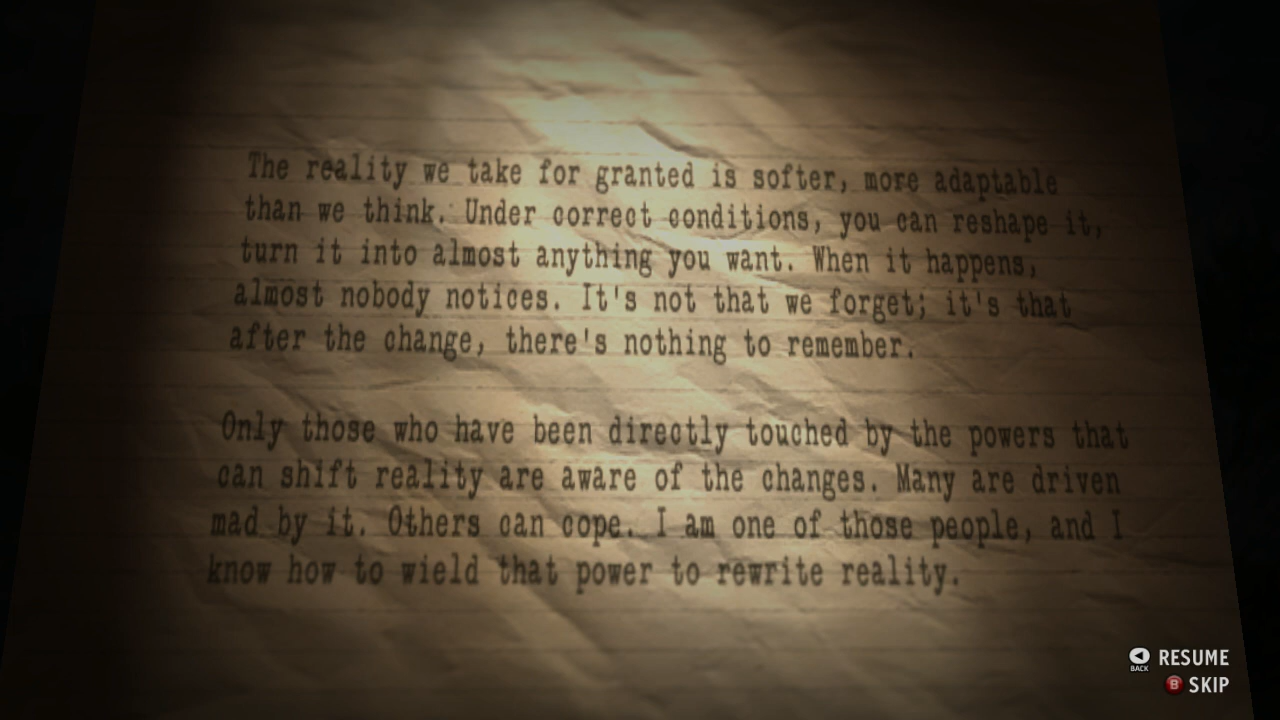 The reality we take for granted is softer, more adaptable
than we think. Under correct conditions, you can reshape it,
turn it into almost anything you want. When it happens,
almost nobody notices. It's not that we forget; it's that
after the change, there's nothing to remember.
Only those who have been directly touched by the powers that
can shift reality are aware of the changes. Many are driven
mad by it. Others can cope. I am one of those people, and I
know how to wield that power to rewrite reality.
BACK RESUME
B SKIP